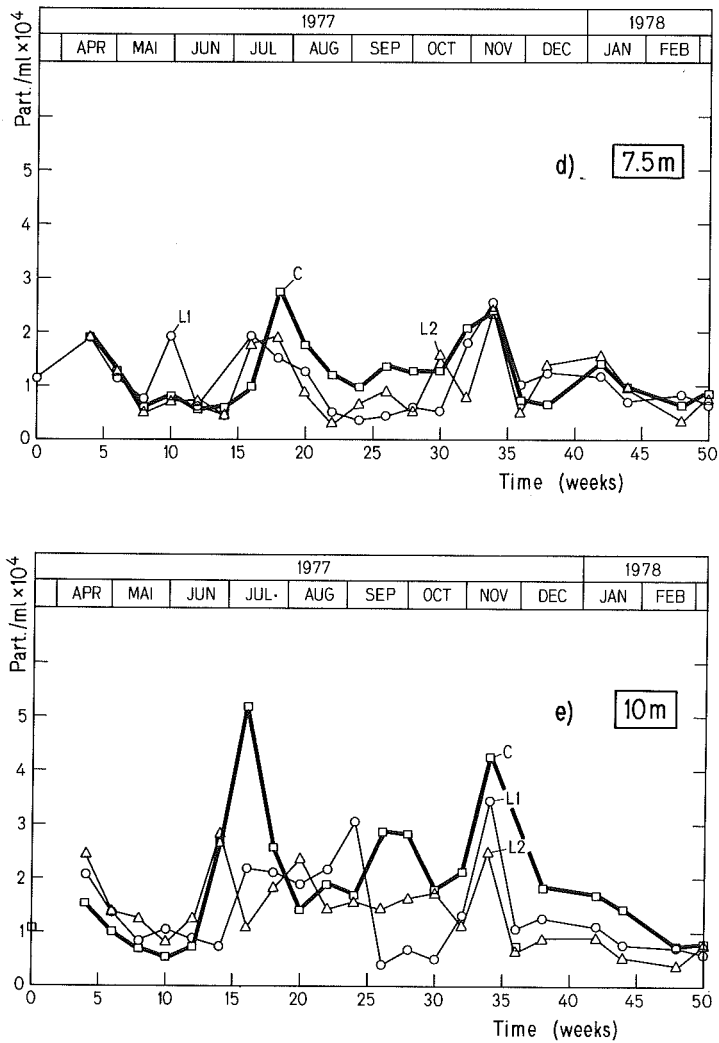 1977 1978
APR MAI JUN JUL AUG SEP OCT NOV DEC JAN FEB
Part./ml ×10⁴
d) 7.5m
5
4
3
2
1
0
C
L1
L2
0 5 10 15 20 25 30 35 40 45 50
Time (weeks)
1977 1978
APR MAI JUN JUL· AUG SEP OCT NOV DEC JAN FEB
Part./ml ×10⁴
e) 10m
5
4
3
2
1
0
C
L1
L2
0 5 10 15 20 25 30 35 40 45 50
Time (weeks)